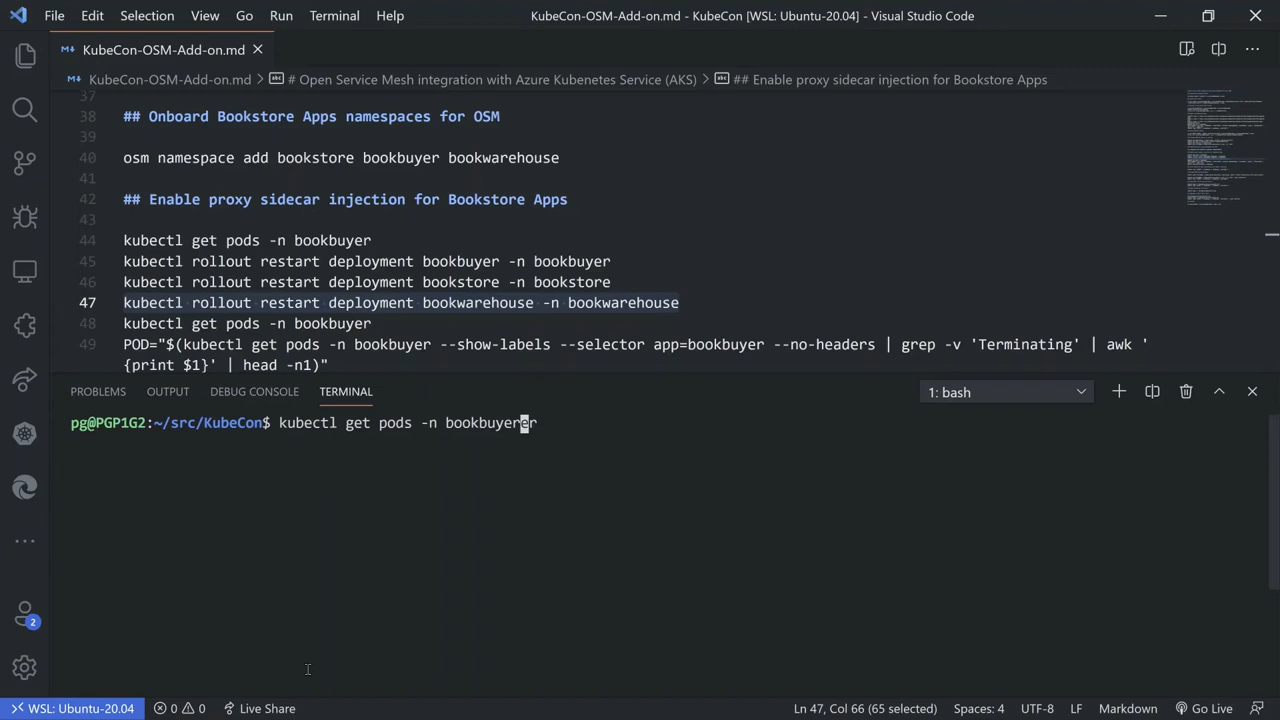 File Edit Selection View Go Run Terminal Help KubeCon-OSM-Add-on.md - KubeCon [WSL: Ubuntu-20.04] - Visual Studio Code
KubeCon-OSM-Add-on.md
KubeCon-OSM-Add-on.md > # Open Service Mesh integration with Azure Kubenetes Service (AKS) > ## Enable proxy sidecar injection for Bookstore Apps
37
38 ## Onboard Bookstore Apps namespaces for OSM
39
40 osm namespace add bookstore bookbuyer bookwarehouse
41
42 ## Enable proxy sidecar injection for Bookstore Apps
43
44 kubectl get pods -n bookbuyer
45 kubectl rollout restart deployment bookbuyer -n bookbuyer
46 kubectl rollout restart deployment bookstore -n bookstore
47 kubectl rollout restart deployment bookwarehouse -n bookwarehouse
48 kubectl get pods -n bookbuyer
49 POD="$(kubectl get pods -n bookbuyer --show-labels --selector app=bookbuyer --no-headers | grep -v 'Terminating' | awk '
{print $1}' | head -n1)"
PROBLEMS OUTPUT DEBUG CONSOLE TERMINAL 1: bash
pg@PGP1G2:~/src/KubeCon$ kubectl get pods -n bookbuyerer
2
WSL: Ubuntu-20.04 0 0 Live Share Ln 47, Col 66 (65 selected) Spaces: 4 UTF-8 LF Markdown Go Live